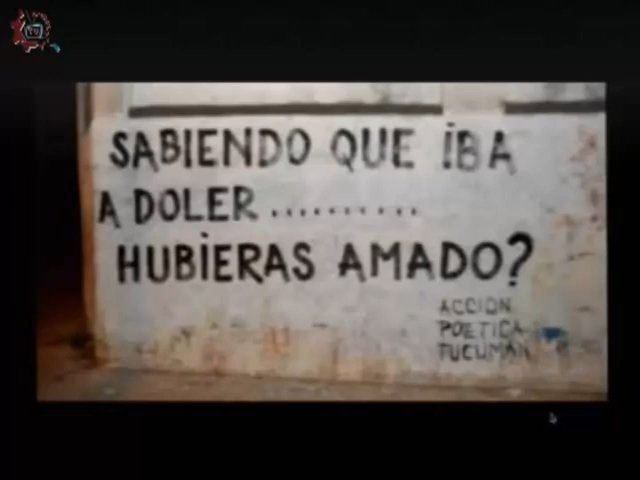 SABIENDO QUE iBA
A DOLER ..........
HUBiERAS AMADO?
ACCION
POETICA
TUCUMAN